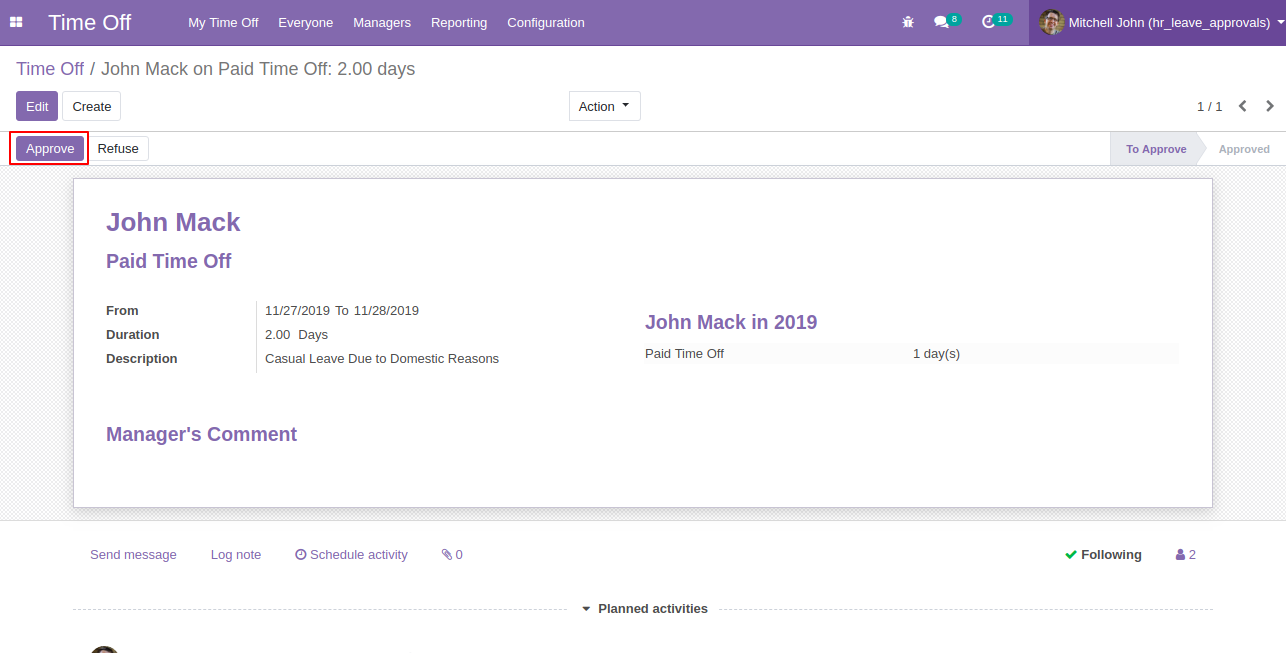 Time Off My Time Off Everyone Managers Reporting Configuration 8 11 Mitchell John (hr_leave_approvals)
Time Off / John Mack on Paid Time Off: 2.00 days
Edit Create Action 1 / 1
Approve Refuse To Approve Approved
John Mack
Paid Time Off
From 11/27/2019 To 11/28/2019
Duration 2.00 Days
Description Casual Leave Due to Domestic Reasons
John Mack in 2019
Paid Time Off 1 day(s)
Manager's Comment
Send message Log note Schedule activity 0 Following 2
Planned activities